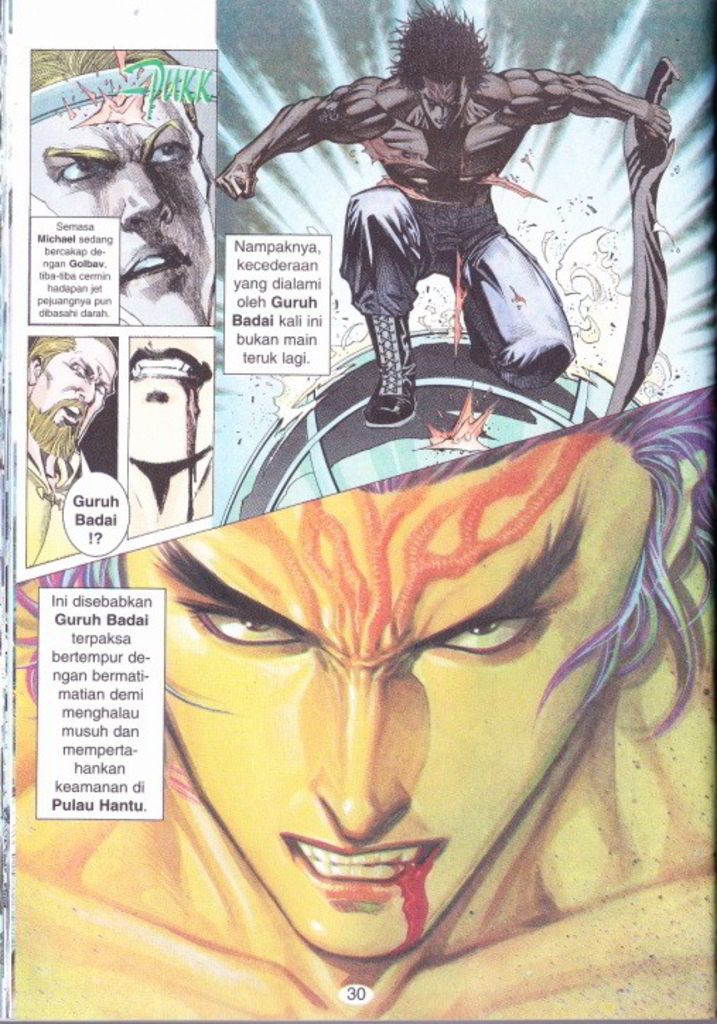 PUKK
Semasa
Michael sedang
bercakap de-
ngan Golbav,
tiba-tiba cermin
hadapan jet
pejuangnya pun
dibasahi darah.
Nampaknya,
kecederaan
yang dialami
oleh Guruh
Badai kali ini
bukan main
teruk lagi.
Guruh
Badai
!?
Ini disebabkan
Guruh Badai
terpaksa
bertempur de-
ngan bermati-
matian demi
menghalau
musuh dan
memperta-
hankan
keamanan di
Pulau Hantu.
30